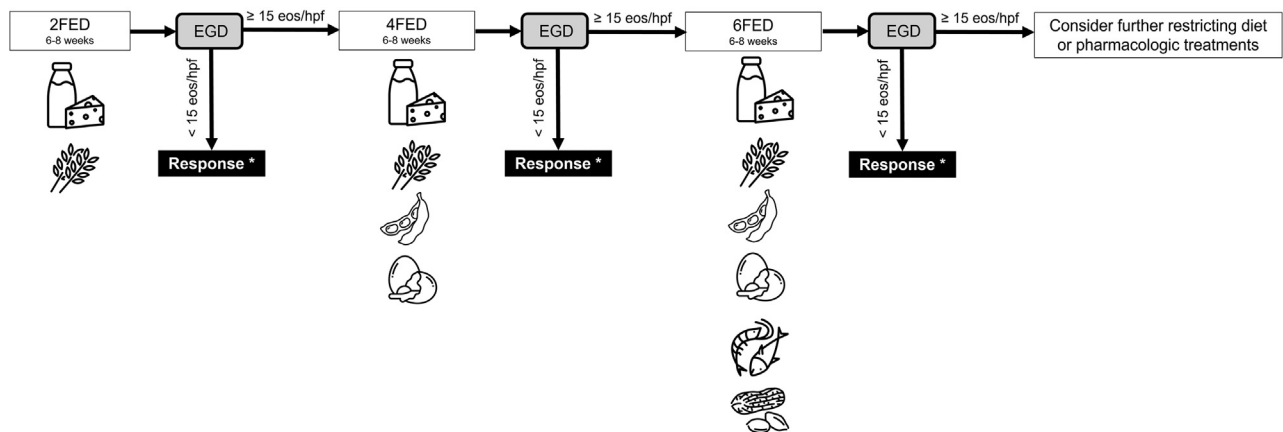 2FED
6-8 weeks
EGD
≥ 15 eos/hpf
< 15 eos/hpf
Response *
4FED
6-8 weeks
EGD
≥ 15 eos/hpf
< 15 eos/hpf
Response *
6FED
6-8 weeks
EGD
≥ 15 eos/hpf
< 15 eos/hpf
Response *
Consider further restricting diet
or pharmacologic treatments